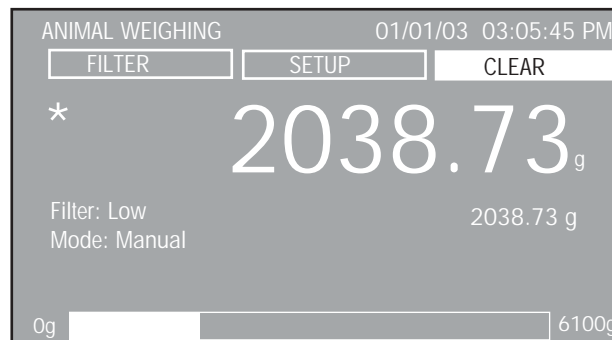 ANIMAL WEIGHING 01/01/03 03:05:45 PM
FILTER SETUP CLEAR
* 2038.73 g
Filter: Low 2038.73 g
Mode: Manual
0g 6100g